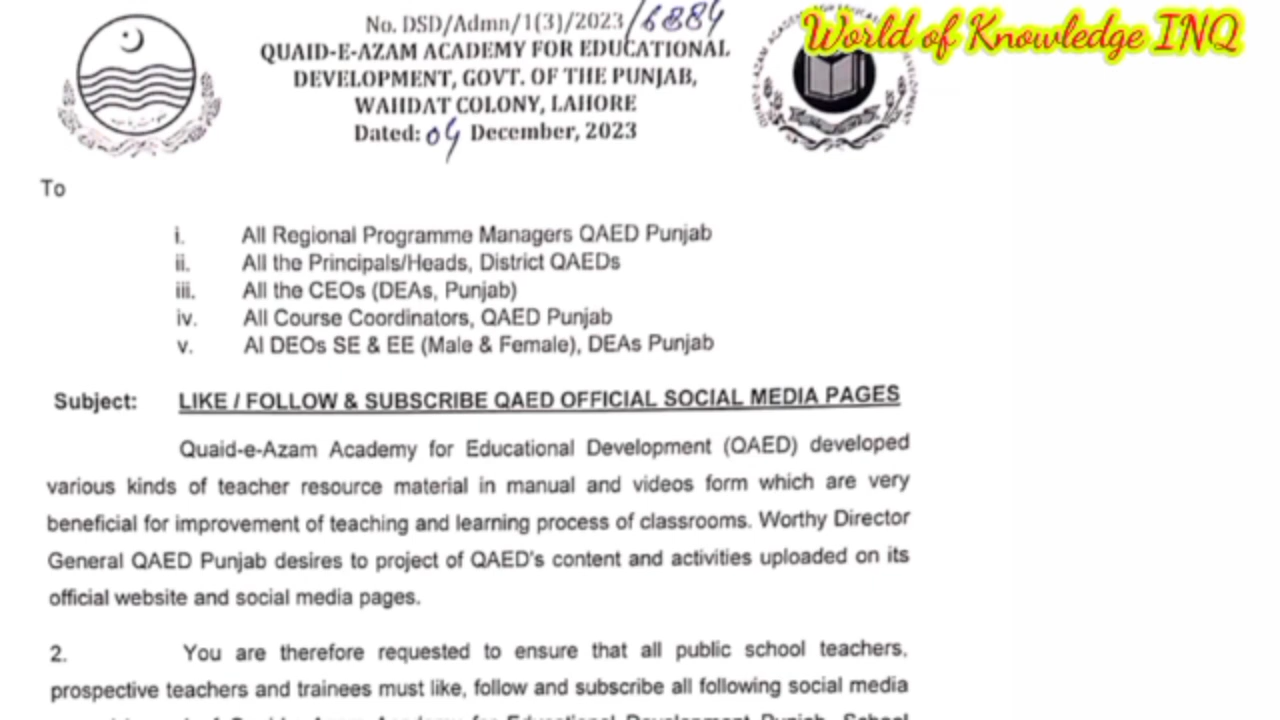 No. DSD/Admn/1(3)/2023/6884
World of Knowledge INQ
QUAID-E-AZAM ACADEMY FOR EDUCATIONAL
DEVELOPMENT, GOVT. OF THE PUNJAB,
WAHDAT COLONY, LAHORE
Dated: 04 December, 2023
To
i. All Regional Programme Managers QAED Punjab
ii. All the Principals/Heads, District QAEDs
iii. All the CEOs (DEAs, Punjab)
iv. All Course Coordinators, QAED Punjab
v. Al DEOs SE & EE (Male & Female), DEAs Punjab
Subject: LIKE / FOLLOW & SUBSCRIBE QAED OFFICIAL SOCIAL MEDIA PAGES
Quaid-e-Azam Academy for Educational Development (QAED) developed
various kinds of teacher resource material in manual and videos form which are very
beneficial for improvement of teaching and learning process of classrooms. Worthy Director
General QAED Punjab desires to project of QAED's content and activities uploaded on its
official website and social media pages.
2. You are therefore requested to ensure that all public school teachers,
prospective teachers and trainees must like, follow and subscribe all following social media
Academy for Educational Development Punjab, School